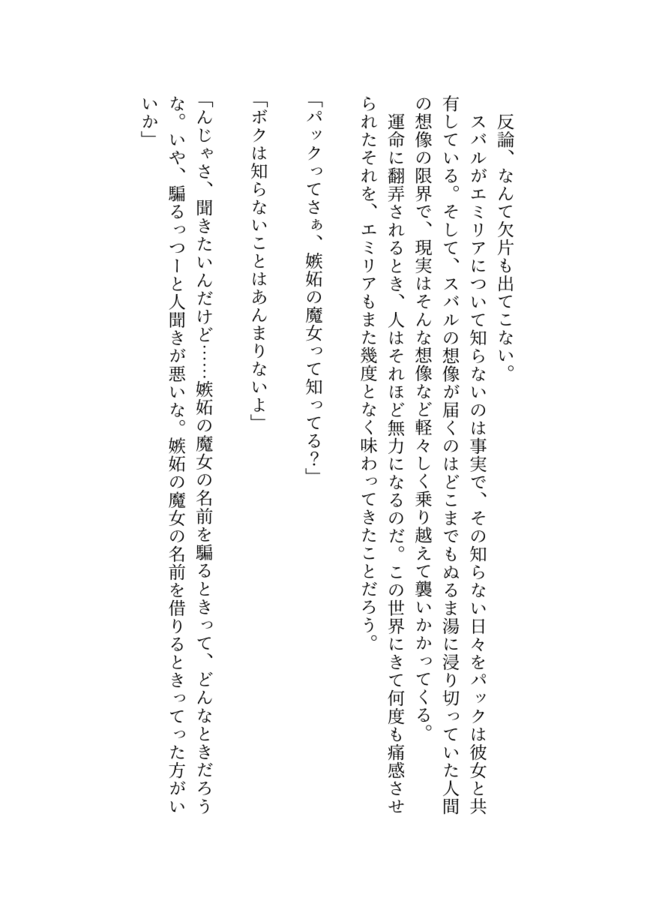 反論、なんて欠片も出てこない。
スバルがエミリアについて知らないのは事実で、その知らない日々をパックは彼女と共
有している。そして、スバルの想像が届くのはどこまでもぬるま湯に浸り切っていた人間
の想像の限界で、現実はそんな想像など軽々しく乗り越えて襲いかかってくる。
運命に翻弄されるとき、人はそれほど無力になるのだ。この世界にきて何度も痛感させ
られたそれを、エミリアもまた幾度となく味わってきたことだろう。
「パックってさぁ、嫉妬の魔女って知ってる？」
「ボクは知らないことはあんまりないよ」
「んじゃさ、聞きたいんだけど……嫉妬の魔女の名前を騙るときって、どんなときだろう
な。いや、騙るっつーと人聞きが悪いな。嫉妬の魔女の名前を借りるときってった方がい
いか」